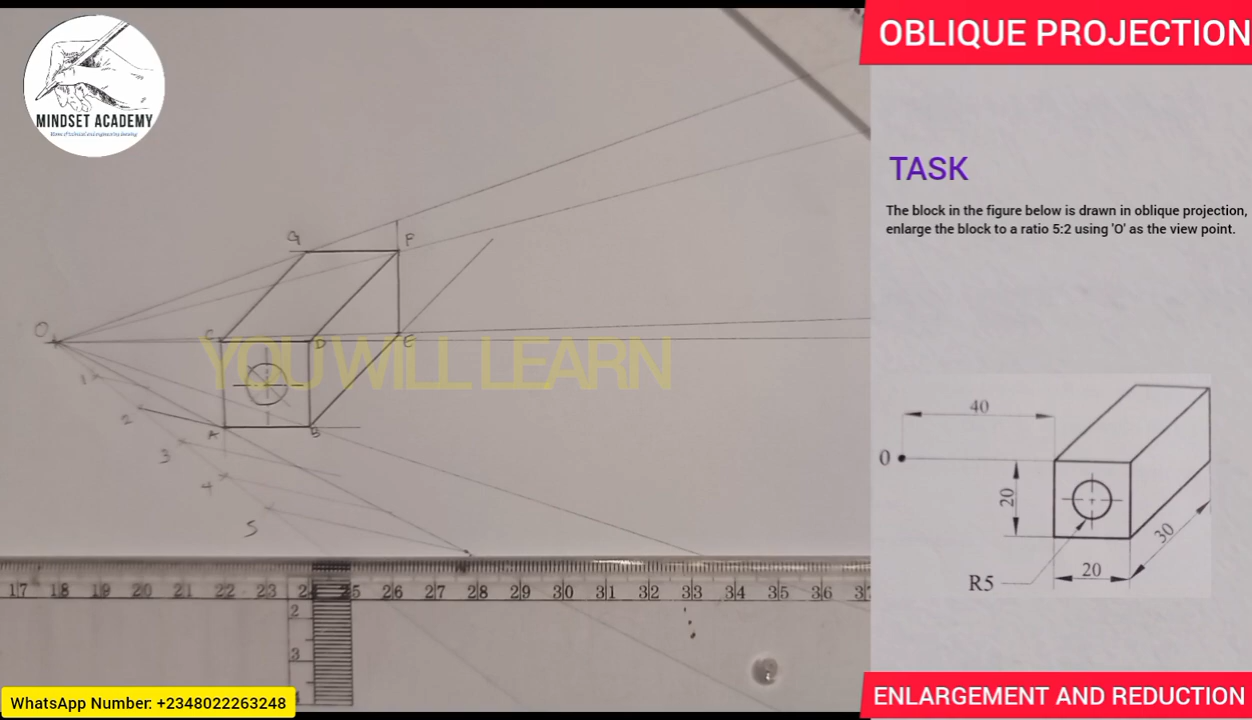 OBLIQUE PROJECTION
MINDSET ACADEMY
TASK
The block in the figure below is drawn in oblique projection,
enlarge the block to a ratio 5:2 using 'O' as the view point.
G
F
O
C
D
E
YOU WILL LEARN
1
2
A
B
3
4
5
40
0
20
30
20
R5
17 18 19 20 21 22 23 24 25 26 27 28 29 30 31 32 33 34 35 36
2
3
WhatsApp Number: +2348022263248
ENLARGEMENT AND REDUCTION